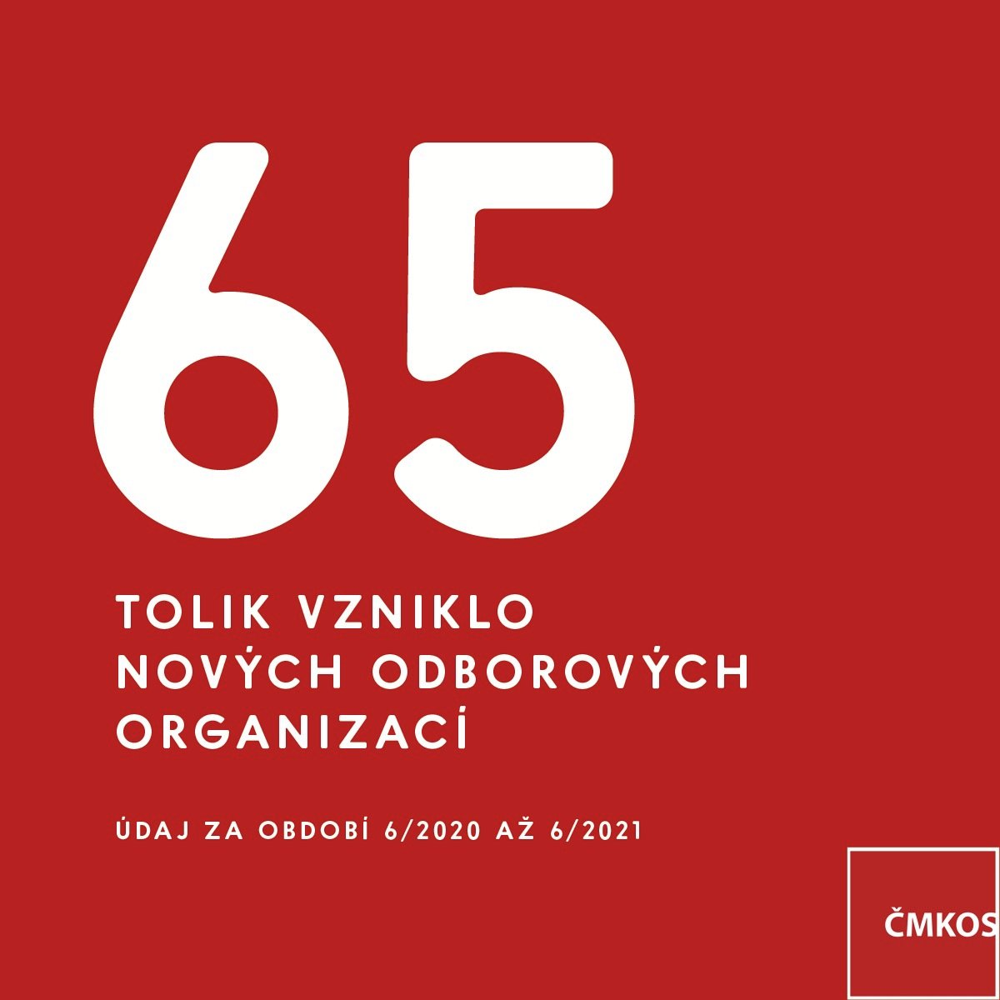 65
TOLIK VZNIKLO
NOVÝCH ODBOROVÝCH
ORGANIZACÍ
ÚDAJ ZA OBDOBÍ 6/2020 AŽ 6/2021
ČMKOS